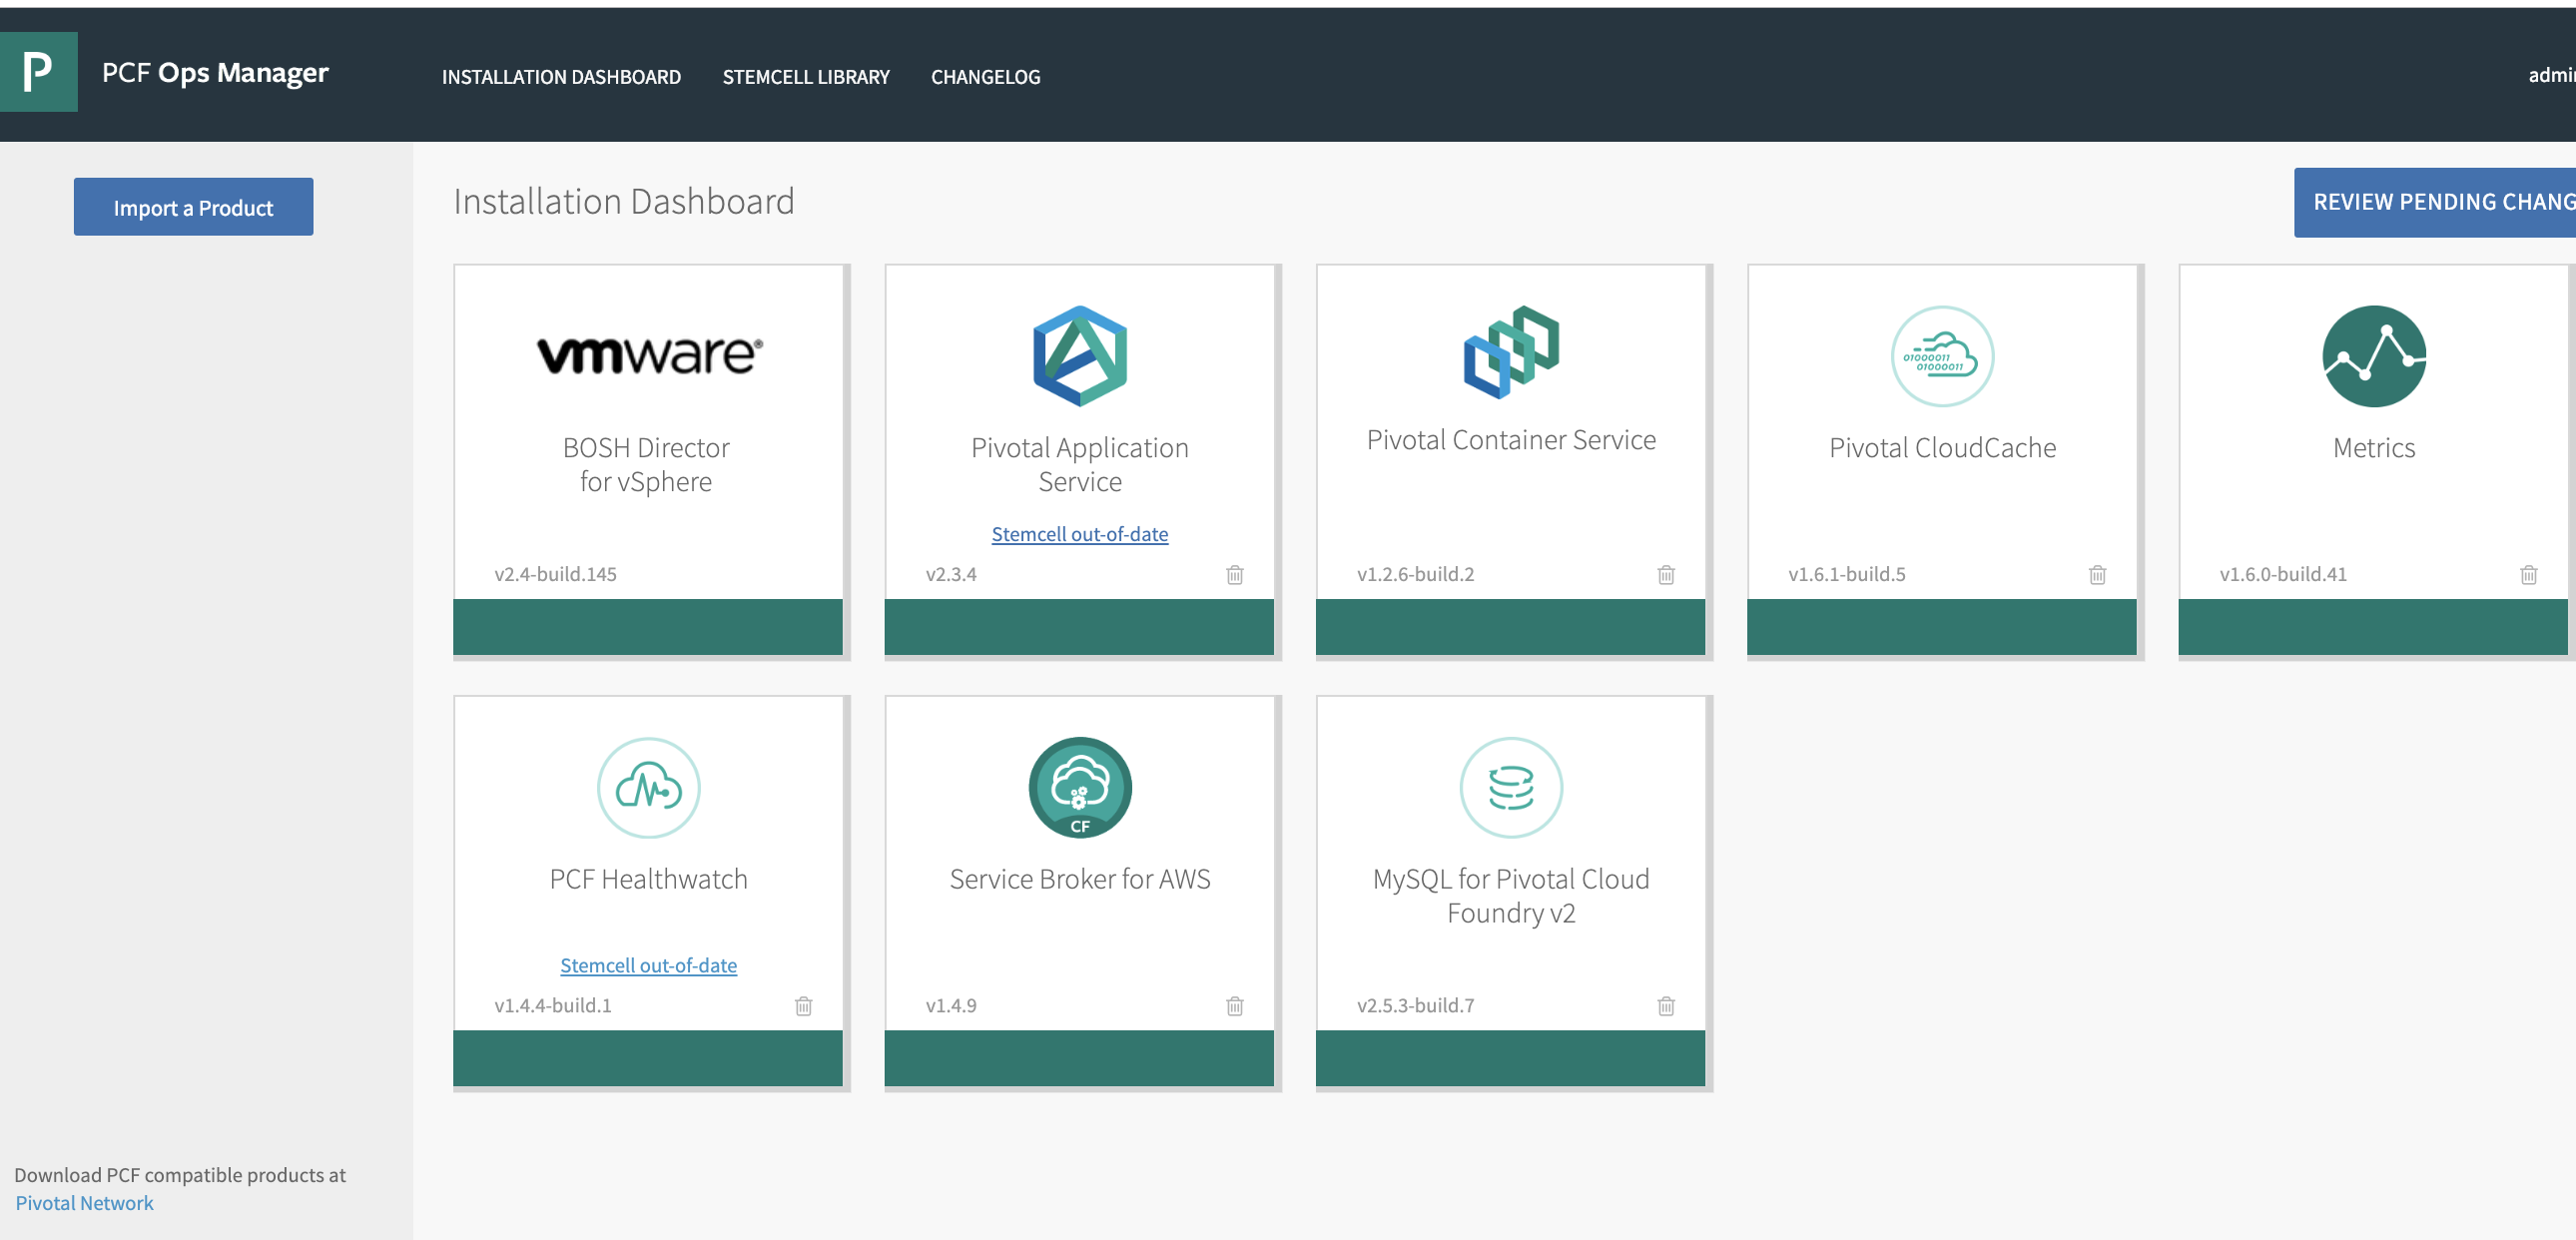 P
PCF Ops Manager
INSTALLATION DASHBOARD
STEMCELL LIBRARY
CHANGELOG
admin
Import a Product
Installation Dashboard
REVIEW PENDING CHANG
vmware®
BOSH Director
for vSphere
v2.4-build.145
Pivotal Application
Service
Stemcell out-of-date
v2.3.4
Pivotal Container Service
v1.2.6-build.2
01000011
01000011
Pivotal CloudCache
v1.6.1-build.5
Metrics
v1.6.0-build.41
PCF Healthwatch
Stemcell out-of-date
v1.4.4-build.1
CF
Service Broker for AWS
v1.4.9
MySQL for Pivotal Cloud
Foundry v2
v2.5.3-build.7
Download PCF compatible products at
Pivotal Network